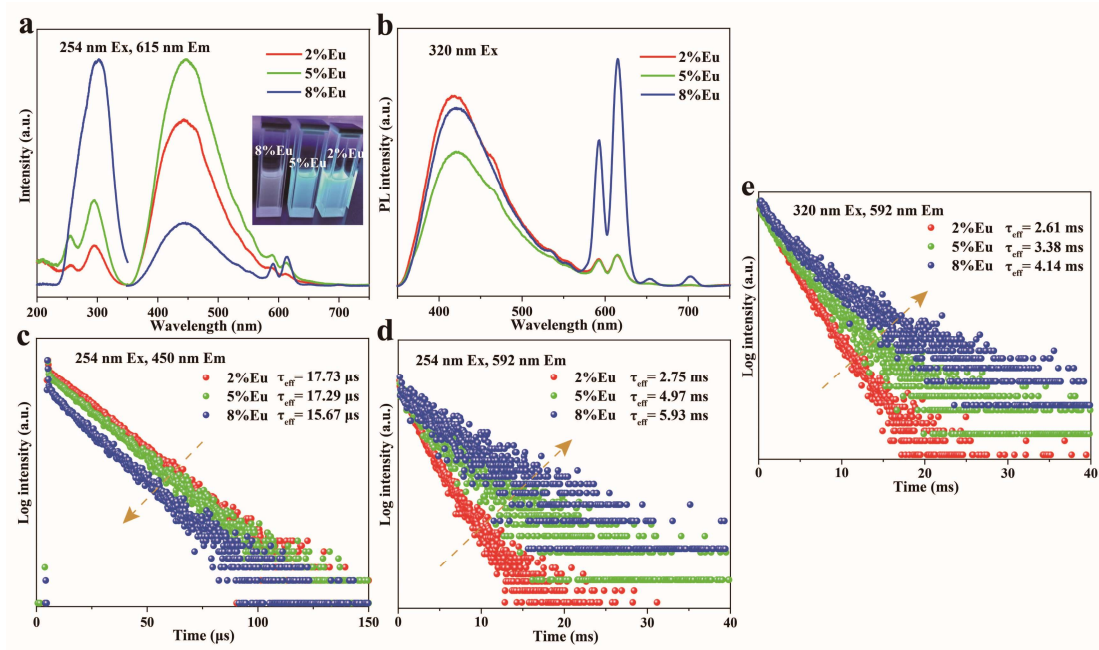 a
254 nm Ex, 615 nm Em
2%Eu
5%Eu
8%Eu
8%Eu
5%Eu
2%Eu
Intensity (a.u.)
200 300 400 500 600 700
Wavelength (nm)
b
320 nm Ex
2%Eu
5%Eu
8%Eu
PL intensity (a.u.)
400 500 600 700
Wavelength (nm)
c
254 nm Ex, 450 nm Em
2%Eu τeff= 17.73 μs
5%Eu τeff= 17.29 μs
8%Eu τeff= 15.67 μs
Log intensity (a.u.)
0 50 100 150
Time (μs)
d
254 nm Ex, 592 nm Em
2%Eu τeff= 2.75 ms
5%Eu τeff= 4.97 ms
8%Eu τeff= 5.93 ms
Log intensity (a.u.)
0 10 20 30 40
Time (ms)
e
320 nm Ex, 592 nm Em
2%Eu τeff= 2.61 ms
5%Eu τeff= 3.38 ms
8%Eu τeff= 4.14 ms
Log intensity (a.u.)
0 10 20 30 40
Time (ms)